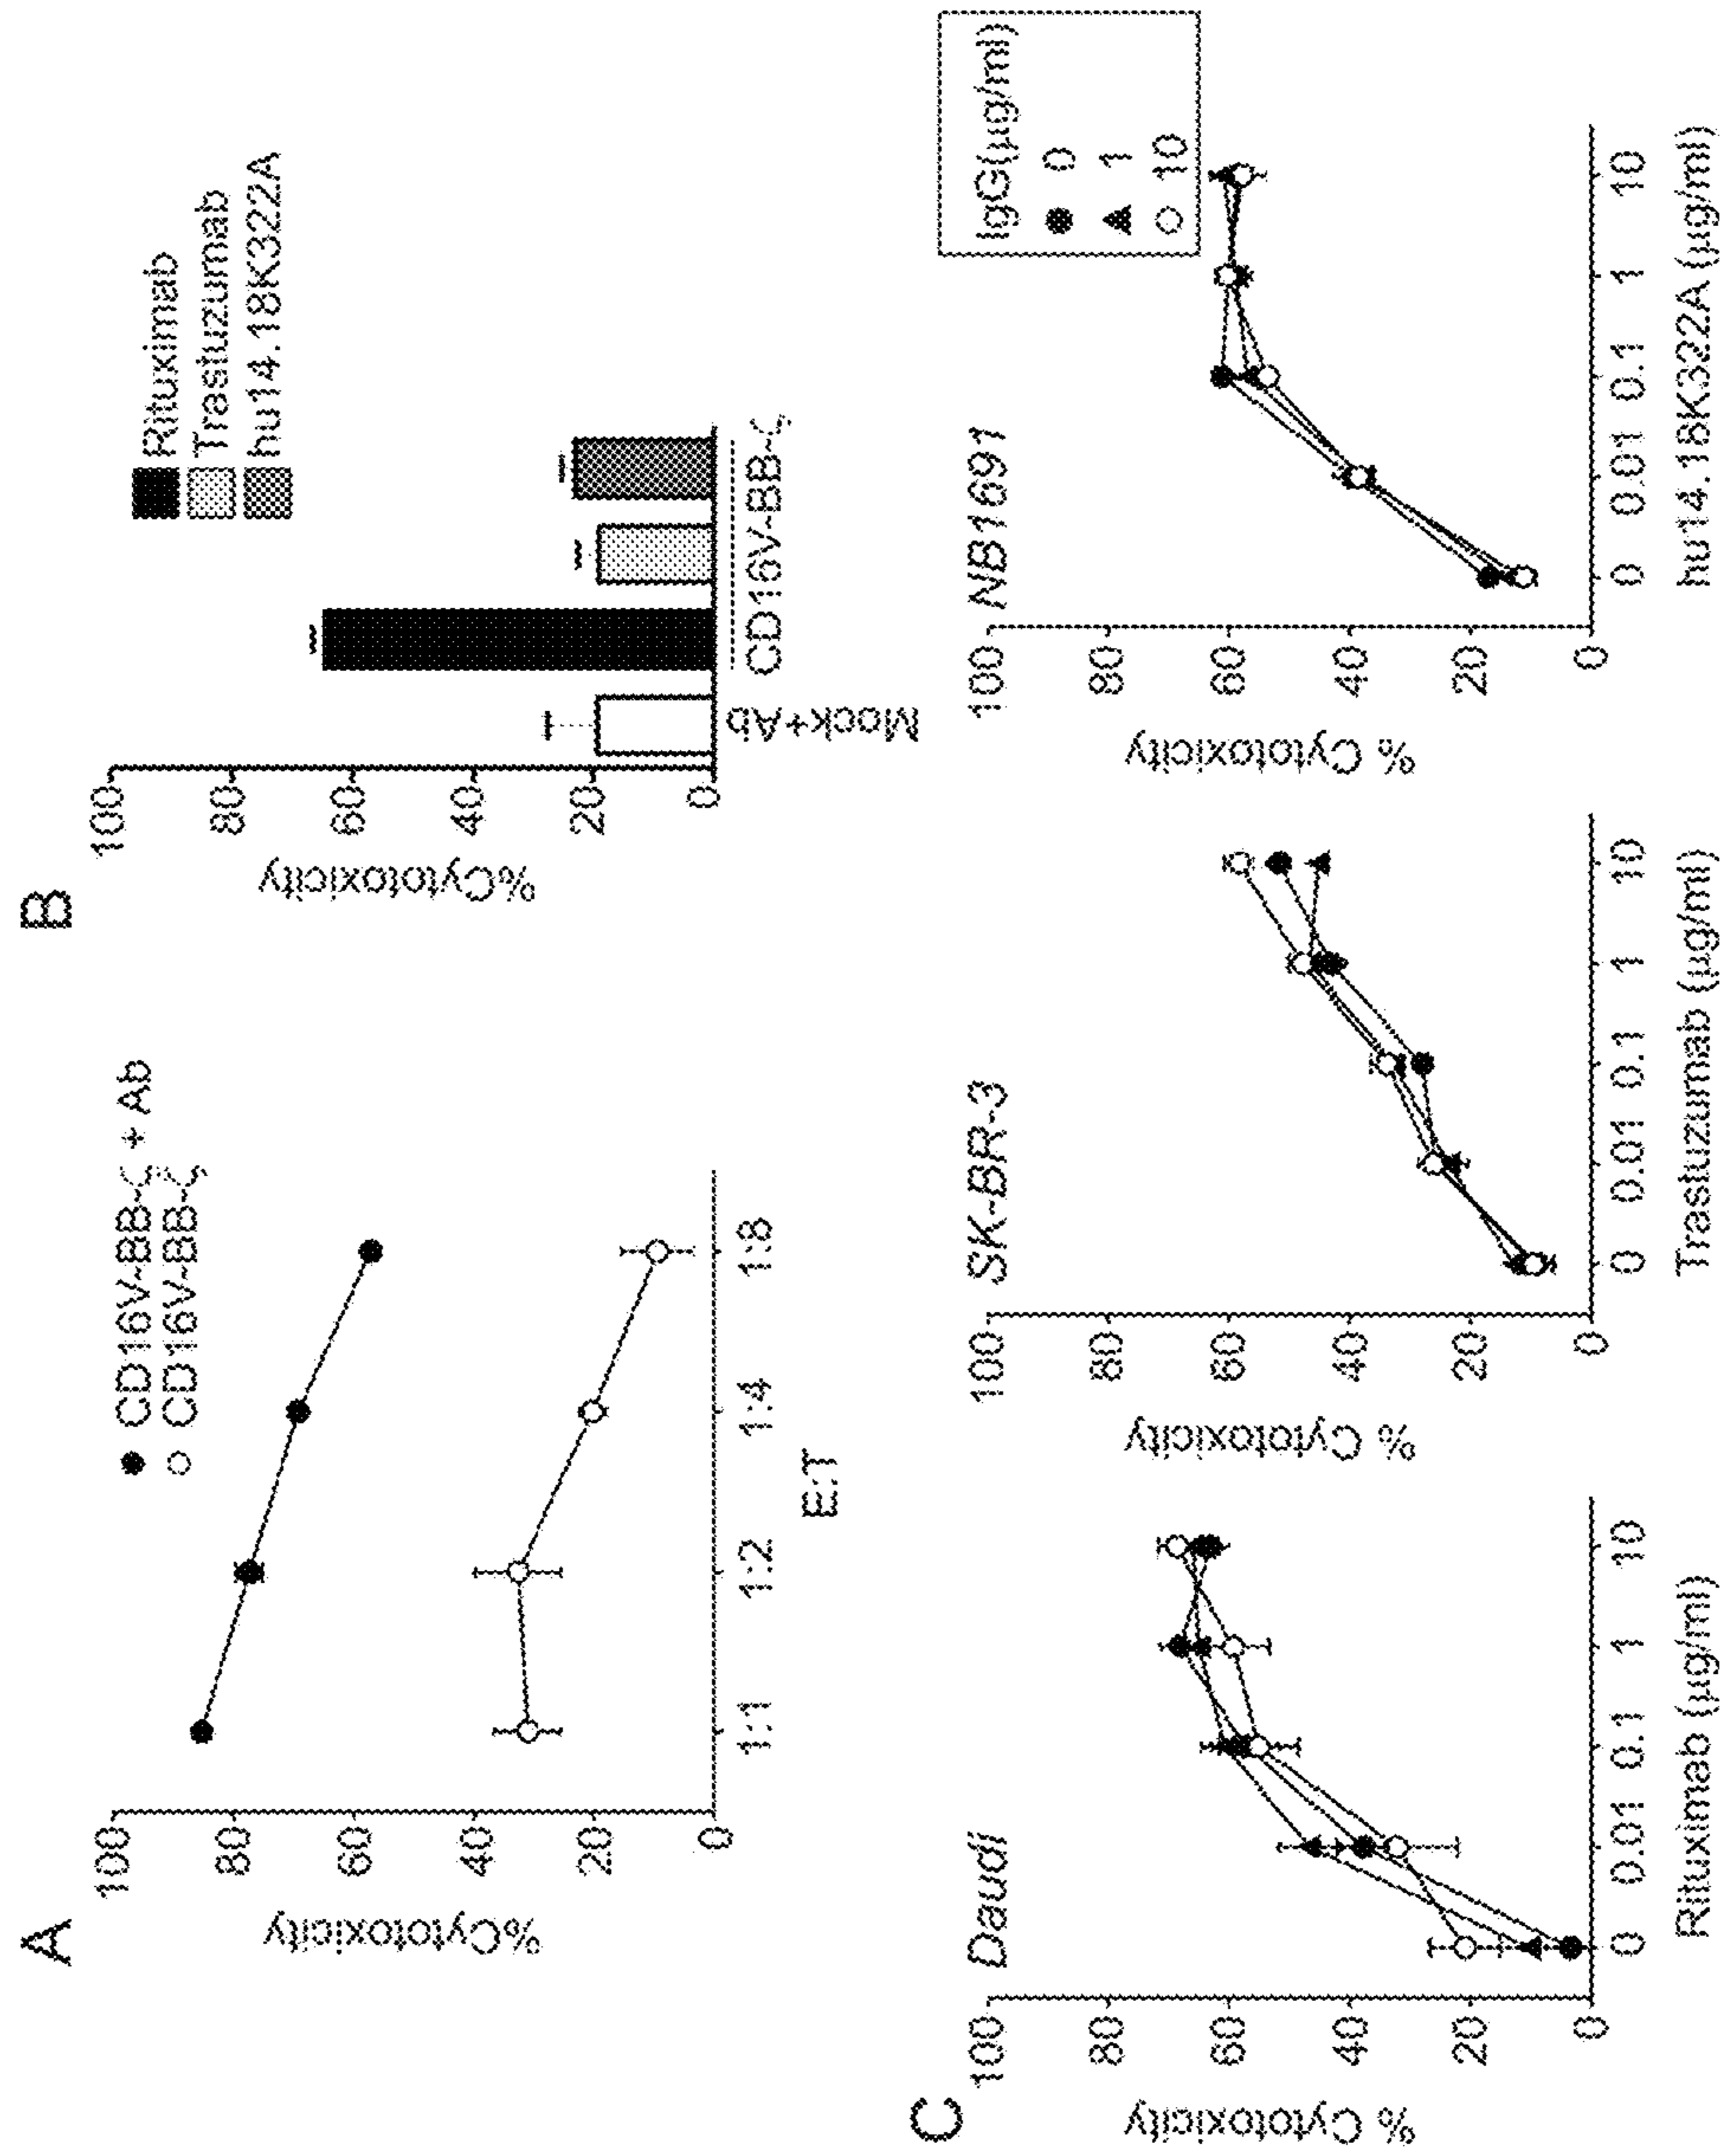 A
%Cytotoxicity
100
80
60
40
20
0
1:1
1:2
1:4
1:8
E:T
CD16V-BB-ζ + Ab
CD16V-BB-ζ
B
%Cytotoxicity
100
80
60
40
20
0
Mock+Ab
CD16V-BB-ζ
Rituximab
Trastuzumab
hu14.18K322A
C
Daudi
% Cytotoxicity
100
80
60
40
20
0
0 0.01 0.1 1 10
Rituximab (µg/ml)
SK-BR-3
% Cytotoxicity
100
80
60
40
20
0
0 0.01 0.1 1 10
Trastuzumab (µg/ml)
NB1691
% Cytotoxicity
100
80
60
40
20
0
0 0.01 0.1 1 10
hu14.18K322A (µg/ml)
IgG(µg/ml)
0
1
10